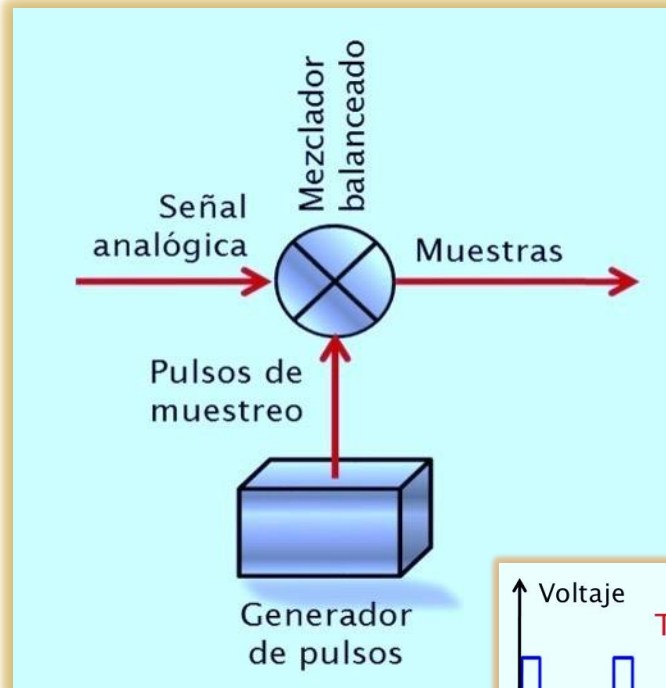 Mezclador
balanceado
Señal
analógica
Muestras
Pulsos de
muestreo
Generador
de pulsos
Voltaje
T